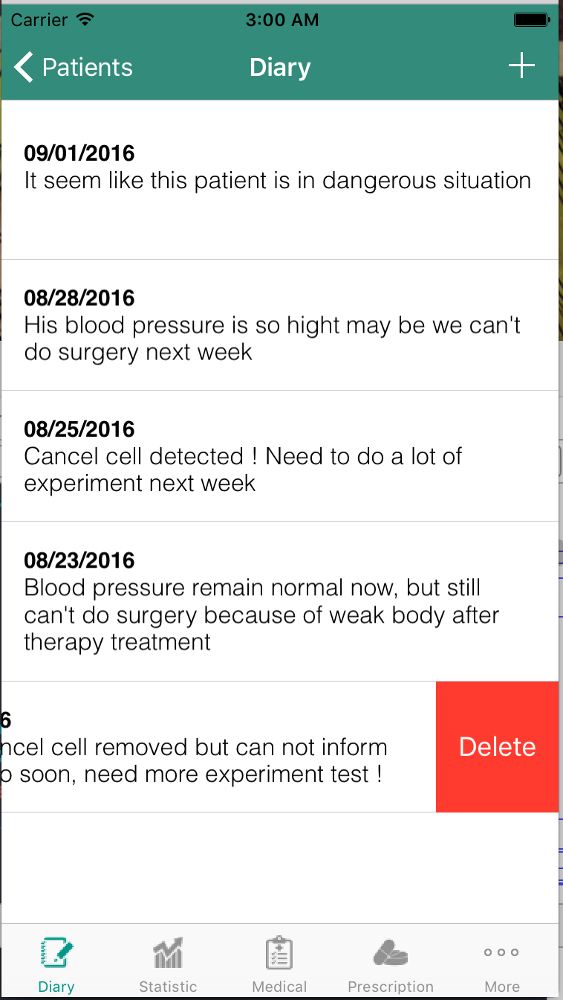 Carrier 3:00 AM
Patients Diary
09/01/2016
It seem like this patient is in dangerous situation
08/28/2016
His blood pressure is so hight may be we can't
do surgery next week
08/25/2016
Cancel cell detected ! Need to do a lot of
experiment next week
08/23/2016
Blood pressure remain normal now, but still
can't do surgery because of weak body after
therapy treatment
6
ncel cell removed but can not inform
o soon, need more experiment test !
Delete
Diary Statistic Medical Prescription More